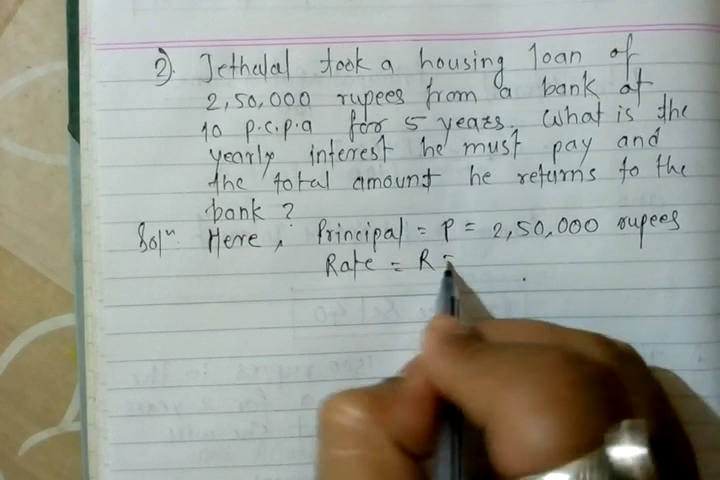 2). Jethalal took a housing loan of
2,50,000 rupees from a bank at
10 p.c.p.a for 5 years. What is the
yearly interest he must pay and
the total amount he returns to the
bank ?
Solⁿ. Here, Principal = P = 2,50,000 rupees
Rate = R =